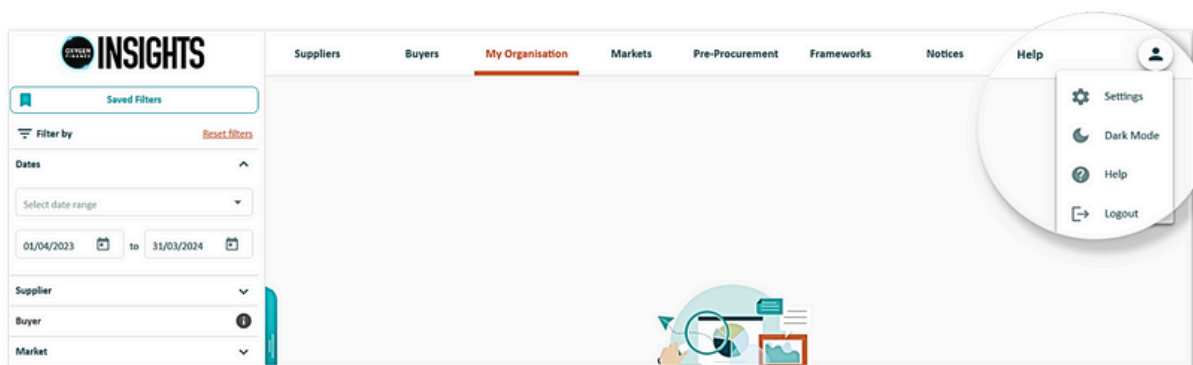 OXYGEN FINANCE INSIGHTS
Suppliers Buyers My Organisation Markets Pre-Procurement Frameworks Notices Help
Saved Filters
Filter by Reset filters
Dates
Select date range
01/04/2023 to 31/03/2024
Supplier
Buyer
Market
Settings
Dark Mode
Help
Logout